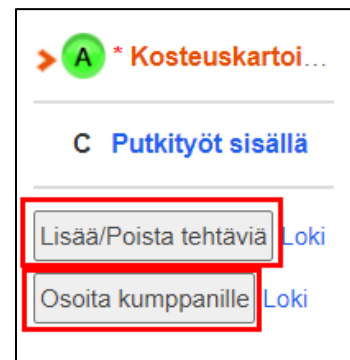 A * Kosteuskartoi...
C Putkityöt sisällä
Lisää/Poista tehtäviä Loki
Osoita kumppanille Loki